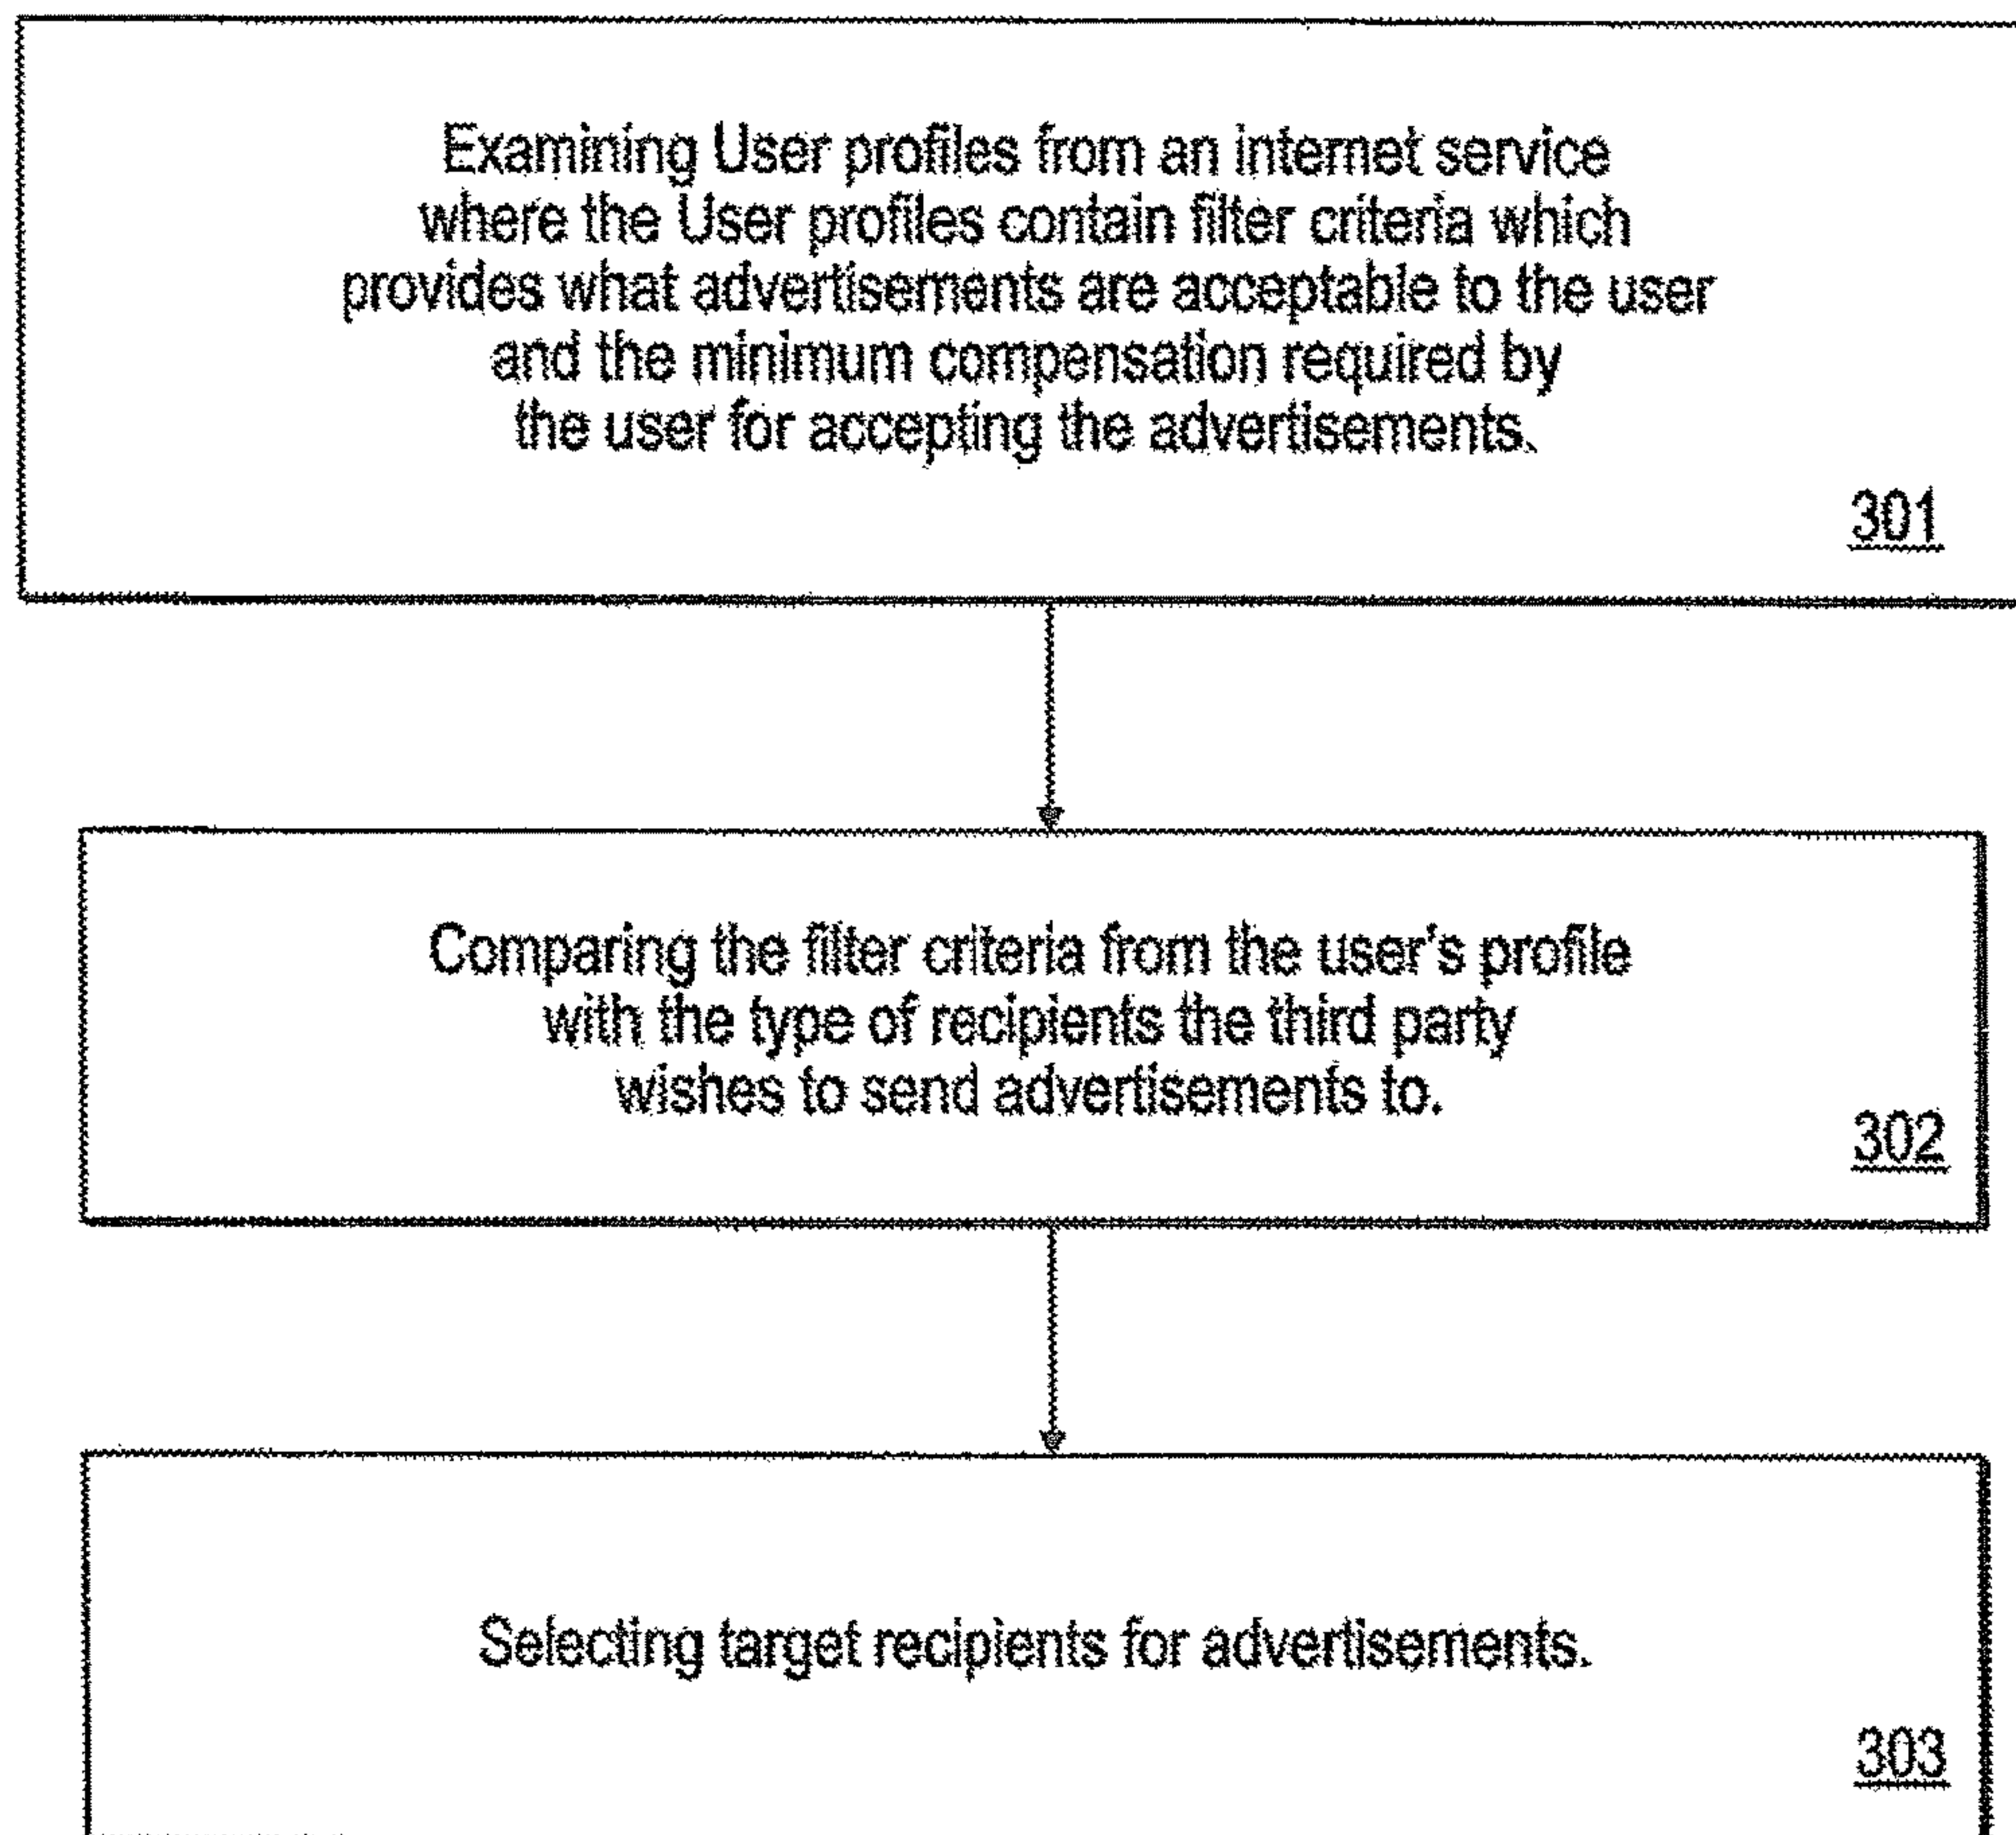 Examining User profiles from an internet service
where the User profiles contain filter criteria which
provides what advertisements are acceptable to the user
and the minimum compensation required by
the user for accepting the advertisements.
301
Comparing the filter criteria from the user's profile
with the type of recipients the third party
wishes to send advertisements to.
302
Selecting target recipients for advertisements.
303